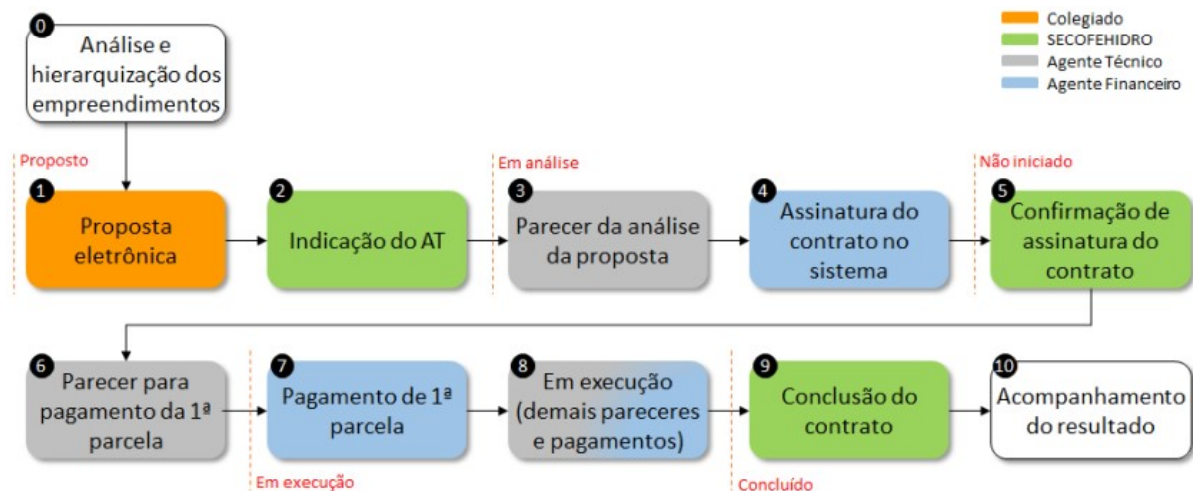 0
Análise e
hierarquização dos
empreendimentos
Colegiado
SECOFEHIDRO
Agente Técnico
Agente Financeiro
Proposto
Em análise
Não iniciado
1
Proposta
eletrônica
2
Indicação do AT
3
Parecer da análise
da proposta
4
Assinatura do
contrato no
sistema
5
Confirmação de
assinatura do
contrato
6
Parecer para
pagamento da 1ª
parcela
7
Pagamento de 1ª
parcela
8
Em execução
(demais pareceres
e pagamentos)
9
Conclusão do
contrato
10
Acompanhamento
do resultado
Em execução
Concluído